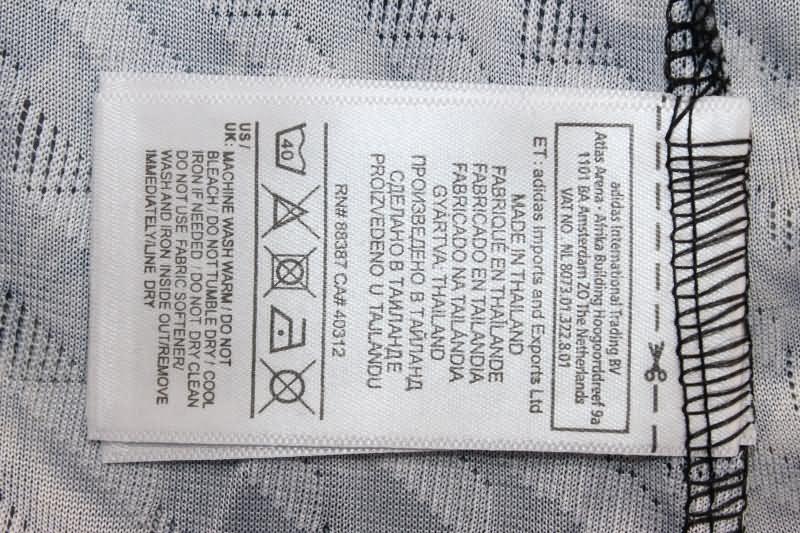 adidas International Trading BV
Atlas Arena - Afrika Building Hoogoorddreef 9a
1101 BA Amsterdam ZO The Netherlands
VAT NO.: NL 8073.01.322.B.01
ET: adidas Imports and Exports Ltd
MADE IN THAILAND
FABRIQUE EN THAÏLANDE
FABRICADO EN TAILANDIA
FABRICADO NA TAILÂNDIA
GYÁRTVA: THAILAND
ПРОИЗВЕДЕНО В ТАЙЛАНД
СДЕЛАНО В ТАИЛАНДЕ
PROIZVEDENO U TAJLANDU
RN# 88387 CA# 40312
40
US /
UK: MACHINE WASH WARM / DO NOT
BLEACH / DO NOT TUMBLE DRY / COOL
IRON IF NEEDED / DO NOT DRY CLEAN
DO NOT USE FABRIC SOFTENER/
WASH AND IRON INSIDE OUT/REMOVE
IMMEDIATELY/LINE DRY